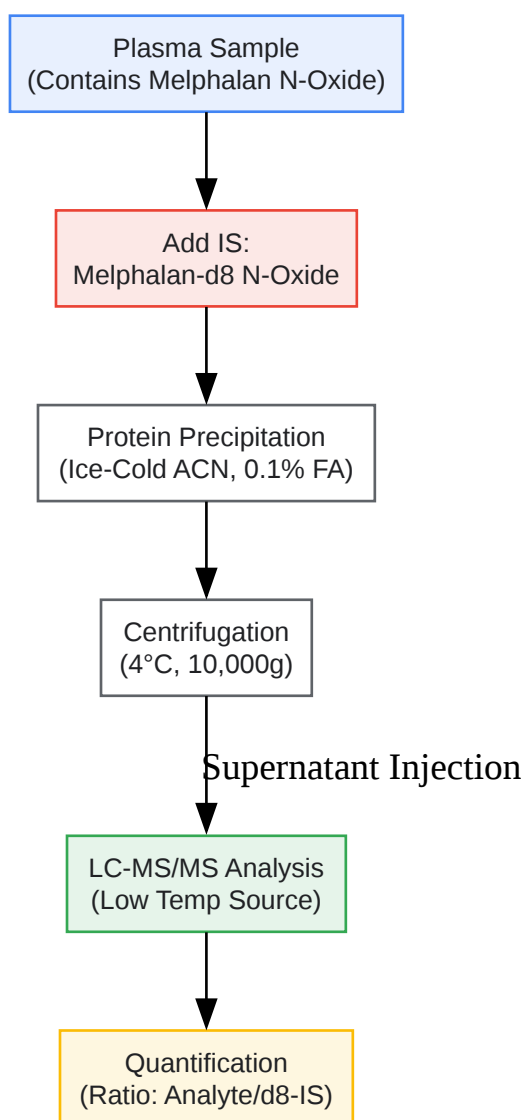 Plasma Sample
(Contains Melphalan N-Oxide)
Add IS:
Melphalan-d8 N-Oxide
Protein Precipitation
(Ice-Cold ACN, 0.1% FA)
Centrifugation
(4°C, 10,000g)
Supernatant Injection
LC-MS/MS Analysis
(Low Temp Source)
Quantification
(Ratio: Analyte/d8-IS)